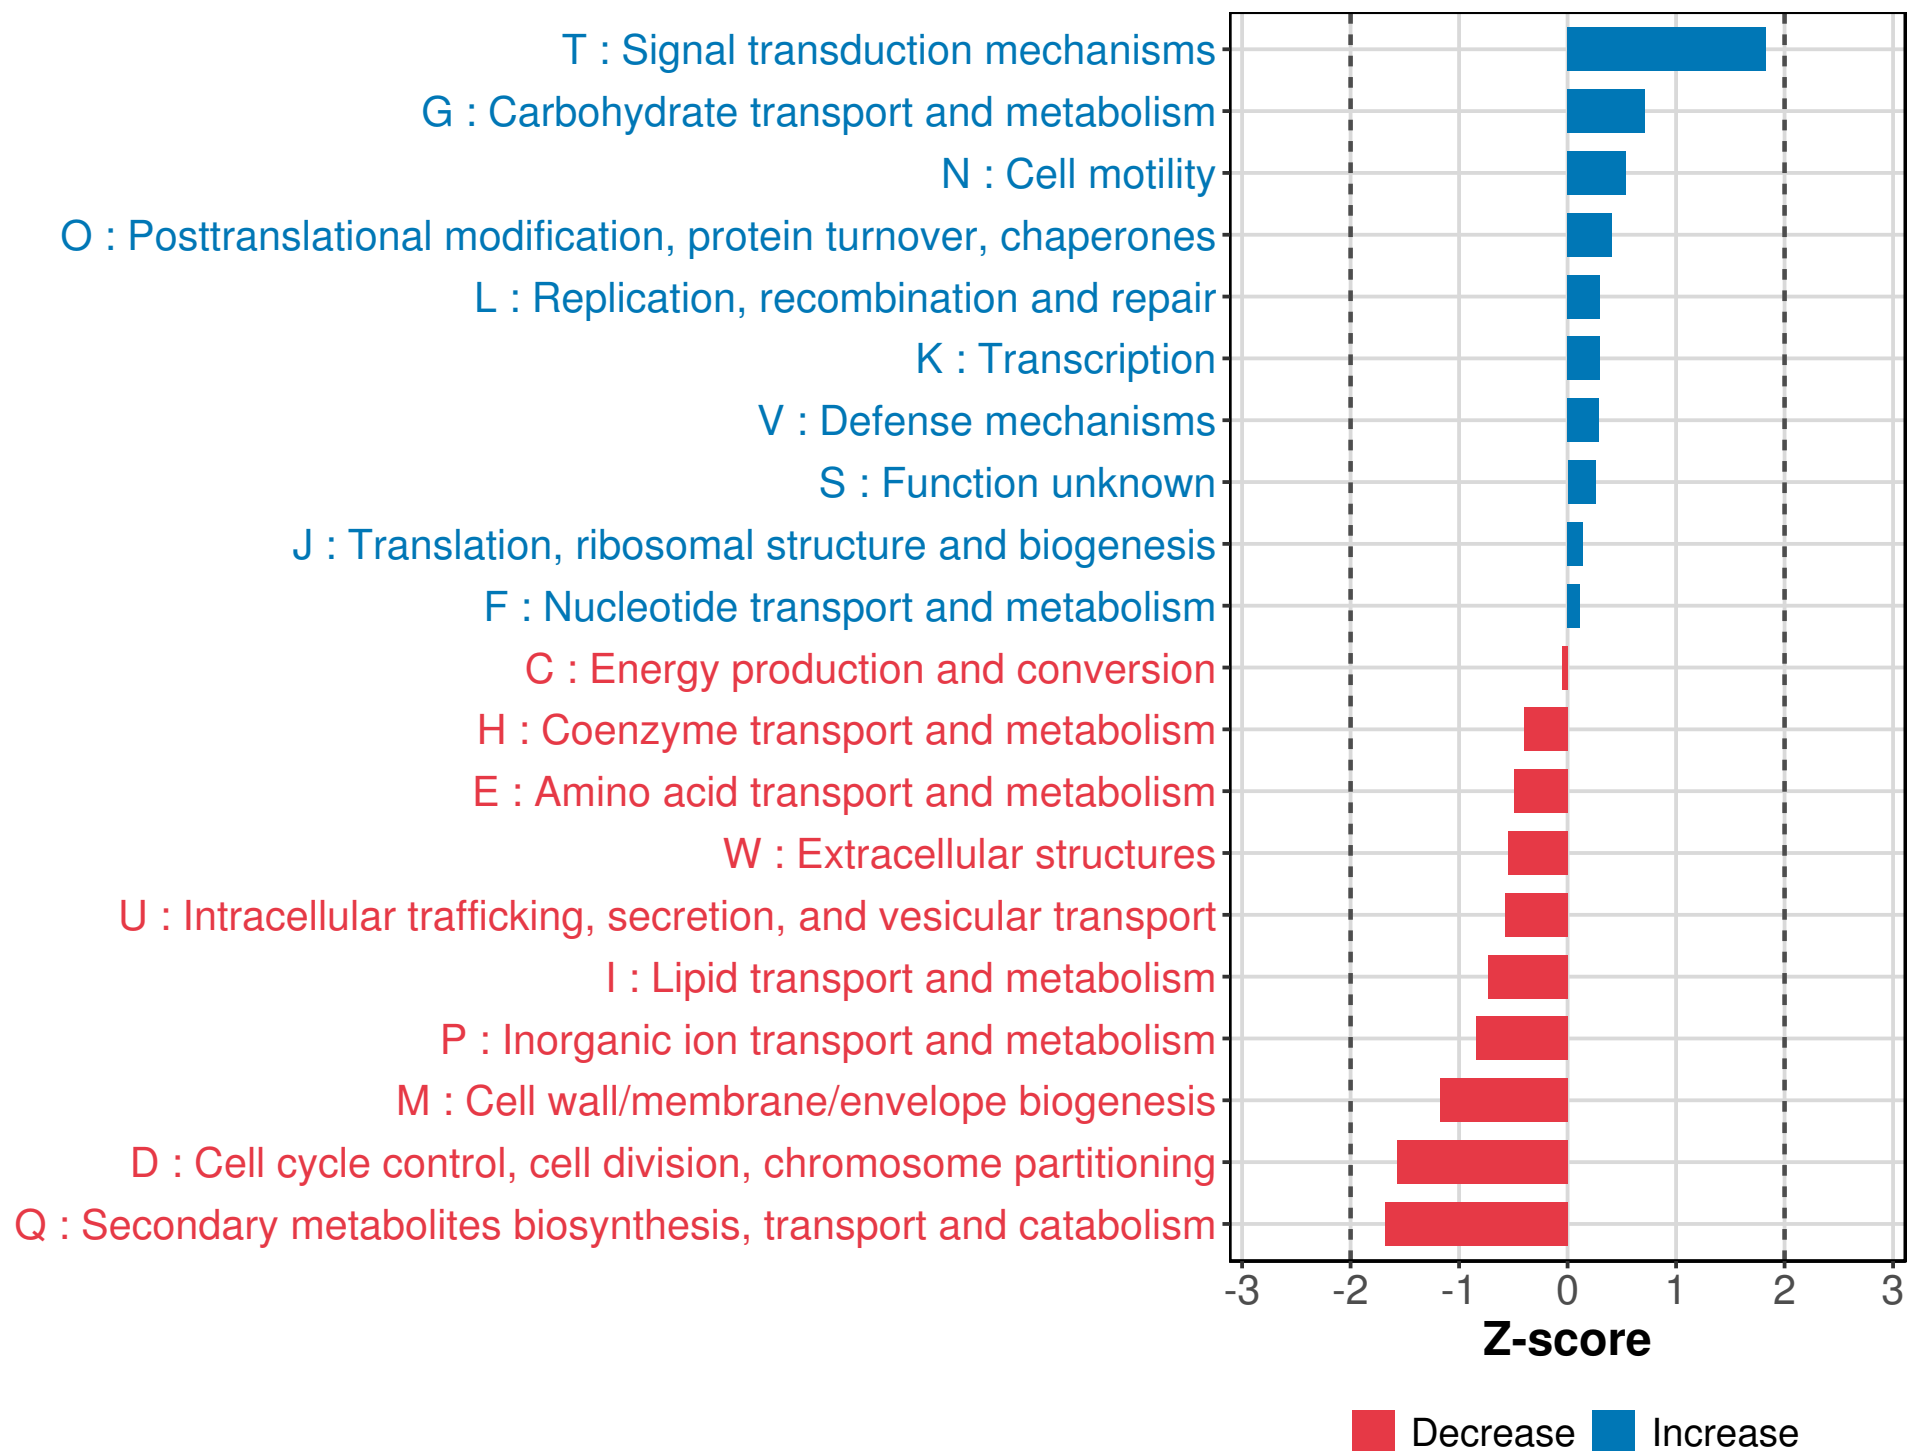 T : Signal transduction mechanisms
G : Carbohydrate transport and metabolism
N : Cell motility
O : Posttranslational modification, protein turnover, chaperones
L : Replication, recombination and repair
K : Transcription
V : Defense mechanisms
S : Function unknown
J : Translation, ribosomal structure and biogenesis
F : Nucleotide transport and metabolism
C : Energy production and conversion
H : Coenzyme transport and metabolism
E : Amino acid transport and metabolism
W : Extracellular structures
U : Intracellular trafficking, secretion, and vesicular transport
I : Lipid transport and metabolism
P : Inorganic ion transport and metabolism
M : Cell wall/membrane/envelope biogenesis
D : Cell cycle control, cell division, chromosome partitioning
Q : Secondary metabolites biosynthesis, transport and catabolism
-3 -2 -1 0 1 2 3
Z-score
Decrease Increase